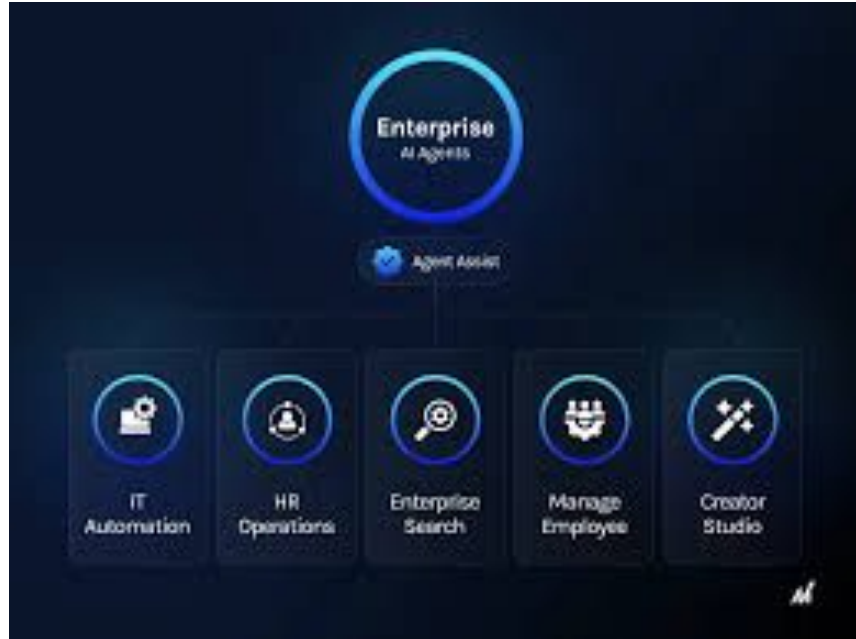 Enterprise
AI Agents
Agent Assist
IT
Automation
HR
Operations
Enterprise
Search
Manage
Employee
Creator
Studio